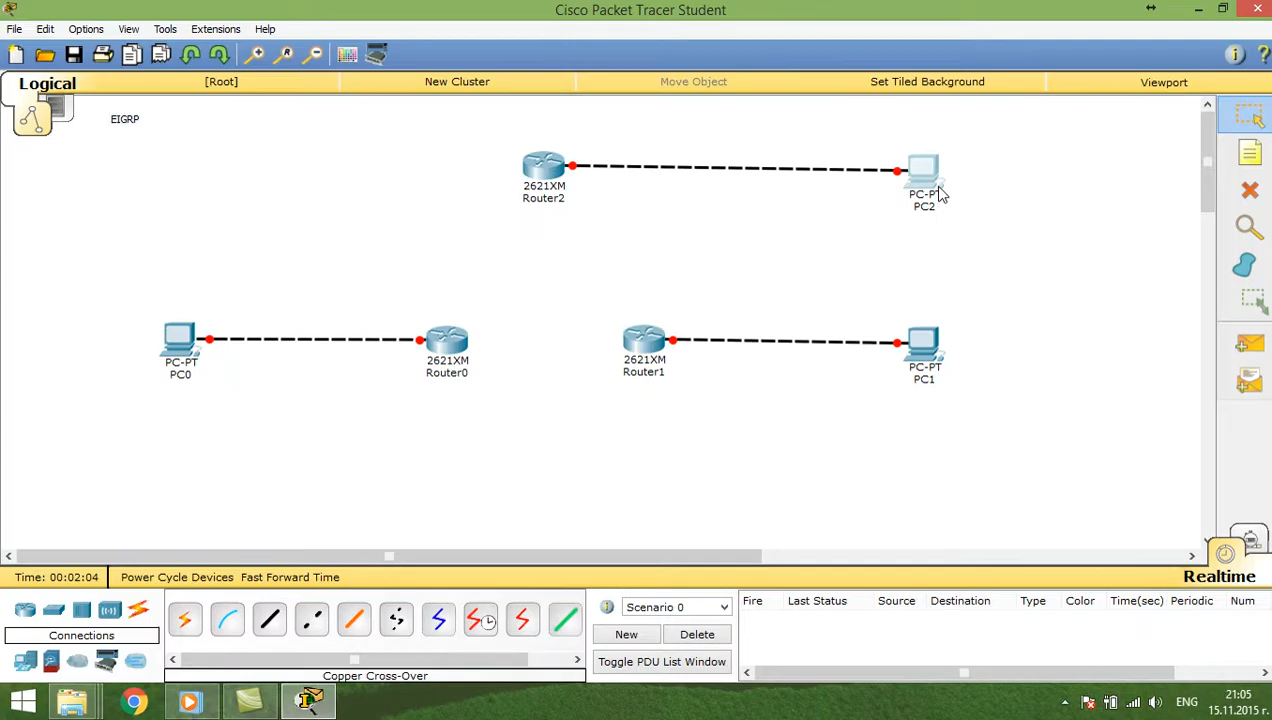 Cisco Packet Tracer Student
File Edit Options View Tools Extensions Help
Logical [Root] New Cluster Move Object Set Tiled Background Viewport
EIGRP
2621XM
Router2
PC-PT
PC2
PC-PT
PC0
2621XM
Router0
2621XM
Router1
PC-PT
PC1
Time: 00:02:04 Power Cycle Devices Fast Forward Time Realtime
Connections
Copper Cross-Over
Scenario 0
New Delete
Toggle PDU List Window
Fire Last Status Source Destination Type Color Time(sec) Periodic Num
ENG
21:05
15.11.2015 г.